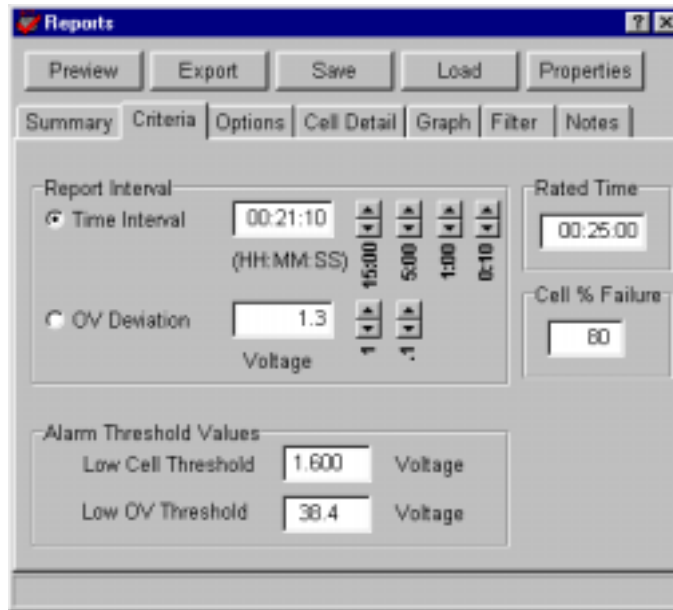 Reports
Preview Export Save Load Properties
Summary Criteria Options Cell Detail Graph Filter Notes
Report Interval
Time Interval 00:21:10
(HH:MM:SS)
15:00 5:00 1:00 0:10
OV Deviation 1.3
Voltage
1 .1
Rated Time
00:25:00
Cell % Failure
80
Alarm Threshold Values
Low Cell Threshold 1.600 Voltage
Low OV Threshold 38.4 Voltage